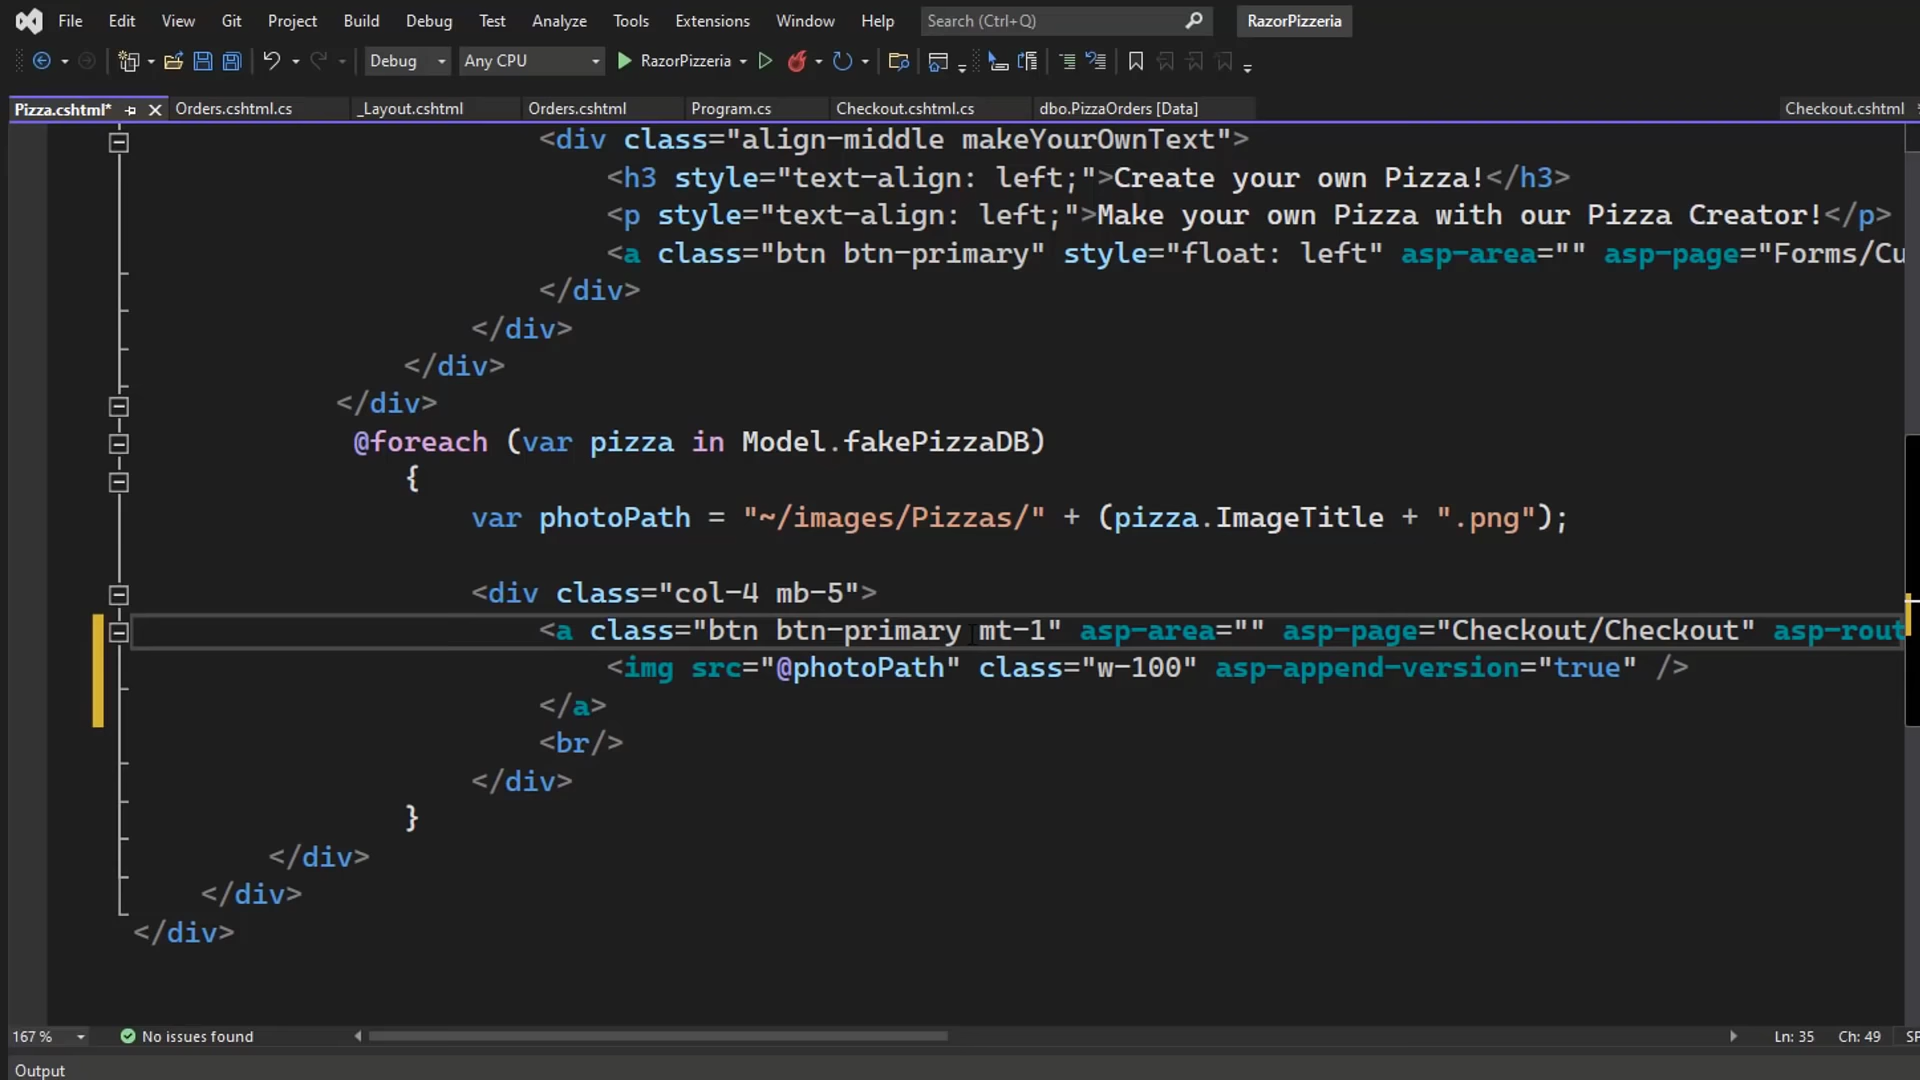 File Edit View Git Project Build Debug Test Analyze Tools Extensions Window Help Search (Ctrl+Q) RazorPizzeria
Debug Any CPU RazorPizzeria
Pizza.cshtml* Orders.cshtml.cs _Layout.cshtml Orders.cshtml Program.cs Checkout.cshtml.cs dbo.PizzaOrders [Data] Checkout.cshtml
<div class="align-middle makeYourOwnText">
<h3 style="text-align: left;">Create your own Pizza!</h3>
<p style="text-align: left;">Make your own Pizza with our Pizza Creator!</p>
<a class="btn btn-primary" style="float: left" asp-area="" asp-page="Forms/Cu
</div>
</div>
</div>
</div>
@foreach (var pizza in Model.fakePizzaDB)
{
var photoPath = "~/images/Pizzas/" + (pizza.ImageTitle + ".png");
<div class="col-4 mb-5">
<a class="btn btn-primary mt-1" asp-area="" asp-page="Checkout/Checkout" asp-rout
<img src="@photoPath" class="w-100" asp-append-version="true" />
</a>
<br/>
</div>
}
</div>
</div>
</div>
167 % No issues found Ln: 35 Ch: 49 SP
Output